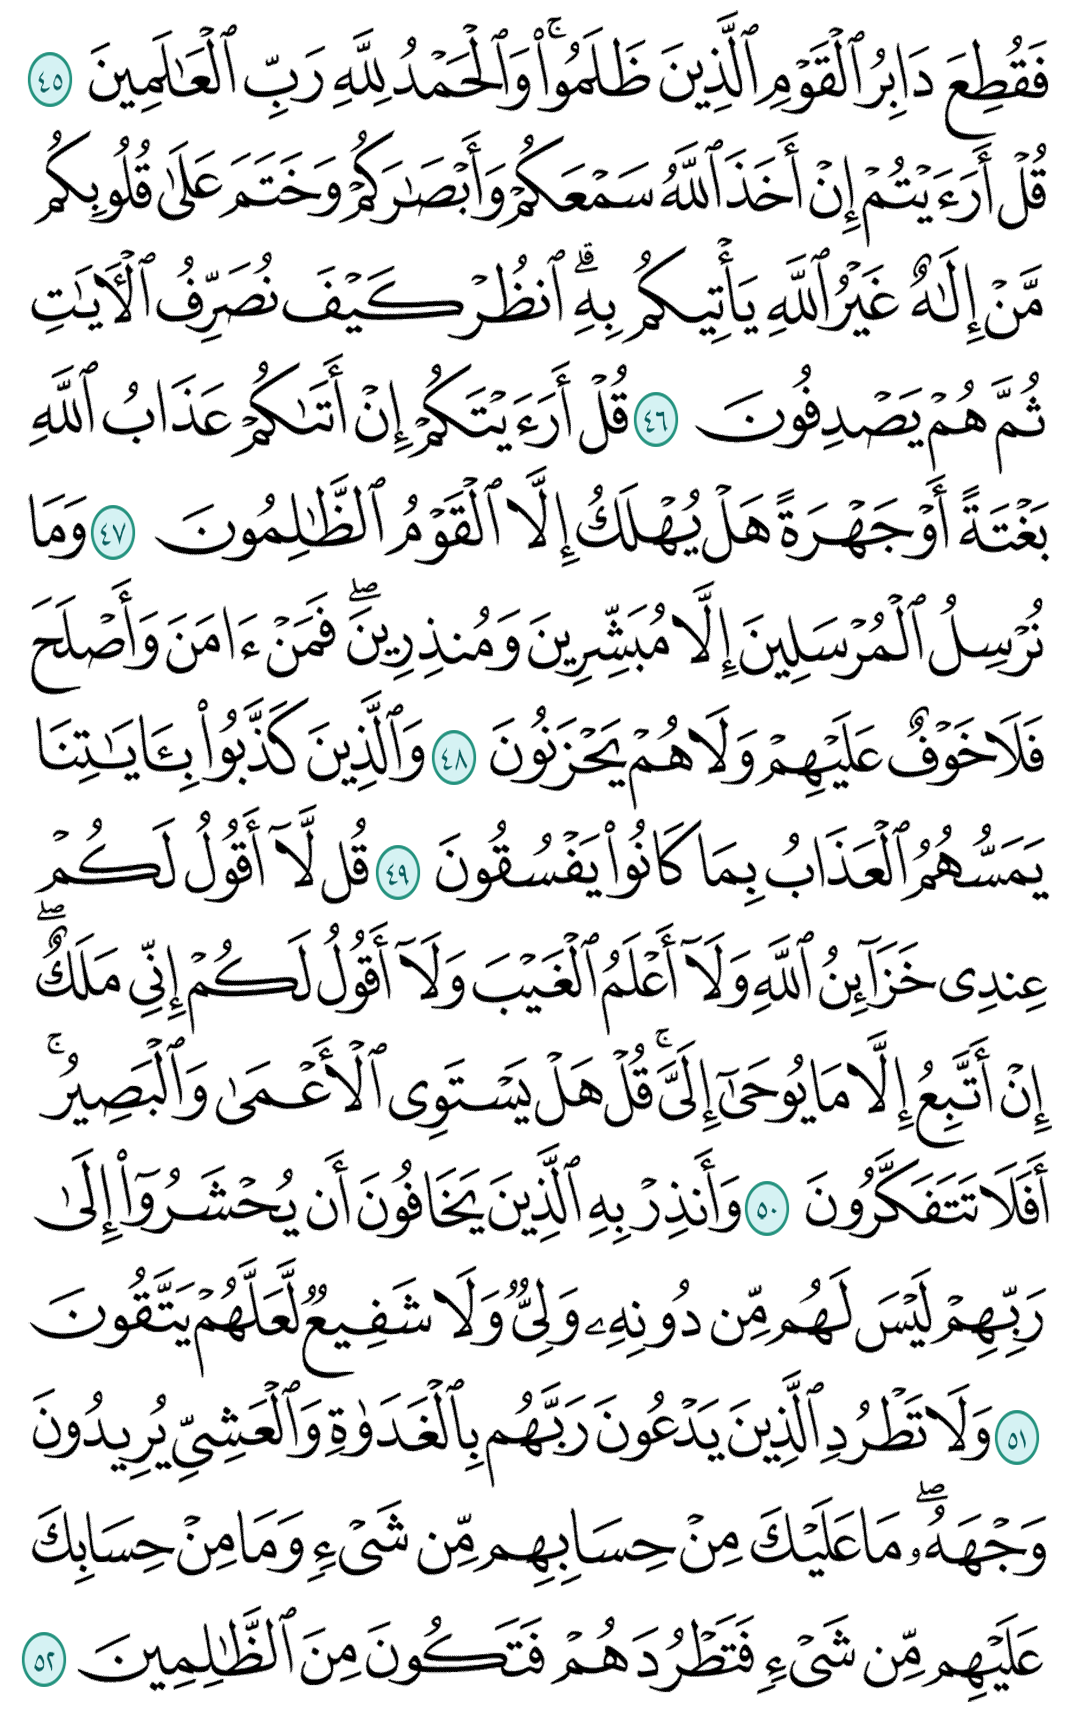 فَقُطِعَ دَابِرُ ٱلْقَوْمِ ٱلَّذِينَ ظَلَمُوا۟ ۚ وَٱلْحَمْدُ لِلَّهِ رَبِّ ٱلْعَـٰلَمِينَ ٤٥
قُلْ أَرَءَيْتُمْ إِنْ أَخَذَ ٱللَّهُ سَمْعَكُمْ وَأَبْصَـٰرَكُمْ وَخَتَمَ عَلَىٰ قُلُوبِكُم
مَّنْ إِلَـٰهٌ غَيْرُ ٱللَّهِ يَأْتِيكُم بِهِ ۗ ٱنظُرْ كَيْفَ نُصَرِّفُ ٱلْـَٔايَـٰتِ
ثُمَّ هُمْ يَصْدِفُونَ ٤٦ قُلْ أَرَءَيْتَكُمْ إِنْ أَتَىٰكُمْ عَذَابُ ٱللَّهِ
بَغْتَةً أَوْ جَهْرَةً هَلْ يُهْلَكُ إِلَّا ٱلْقَوْمُ ٱلظَّـٰلِمُونَ ٤٧ وَمَا
نُرْسِلُ ٱلْمُرْسَلِينَ إِلَّا مُبَشِّرِينَ وَمُنذِرِينَ ۖ فَمَنْ ءَامَنَ وَأَصْلَحَ
فَلَا خَوْفٌ عَلَيْهِمْ وَلَا هُمْ يَحْزَنُونَ ٤٨ وَٱلَّذِينَ كَذَّبُوا۟ بِـَٔايَـٰتِنَا
يَمَسُّهُمُ ٱلْعَذَابُ بِمَا كَانُوا۟ يَفْسُقُونَ ٤٩ قُل لَّآ أَقُولُ لَكُمْ
عِندِى خَزَآئِنُ ٱللَّهِ وَلَآ أَعْلَمُ ٱلْغَيْبَ وَلَآ أَقُولُ لَكُمْ إِنِّى مَلَكٌ ۖ
إِنْ أَتَّبِعُ إِلَّا مَا يُوحَىٰٓ إِلَىَّ ۚ قُلْ هَلْ يَسْتَوِى ٱلْأَعْمَىٰ وَٱلْبَصِيرُ ۚ
أَفَلَا تَتَفَكَّرُونَ ٥٠ وَأَنذِرْ بِهِ ٱلَّذِينَ يَخَافُونَ أَن يُحْشَرُوٓا۟ إِلَىٰ
رَبِّهِمْ لَيْسَ لَهُم مِّن دُونِهِۦ وَلِىٌّ وَلَا شَفِيعٌ لَّعَلَّهُمْ يَتَّقُونَ
٥١ وَلَا تَطْرُدِ ٱلَّذِينَ يَدْعُونَ رَبَّهُم بِٱلْغَدَوٰةِ وَٱلْعَشِىِّ يُرِيدُونَ
وَجْهَهُۥ ۖ مَا عَلَيْكَ مِنْ حِسَابِهِم مِّن شَىْءٍ وَمَا مِنْ حِسَابِكَ
عَلَيْهِم مِّن شَىْءٍ فَتَطْرُدَهُمْ فَتَكُونَ مِنَ ٱلظَّـٰلِمِينَ ٥٢